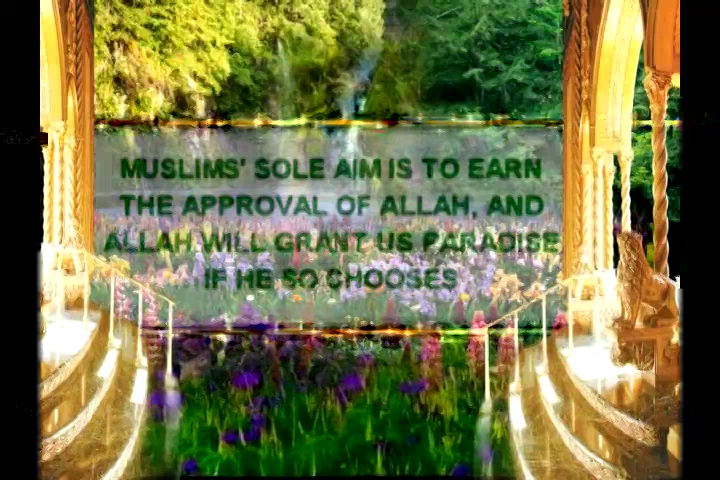 MUSLIMS' SOLE AIM IS TO EARN
THE APPROVAL OF ALLAH, AND
ALLAH WILL GRANT US PARADISE
IF HE SO CHOOSES